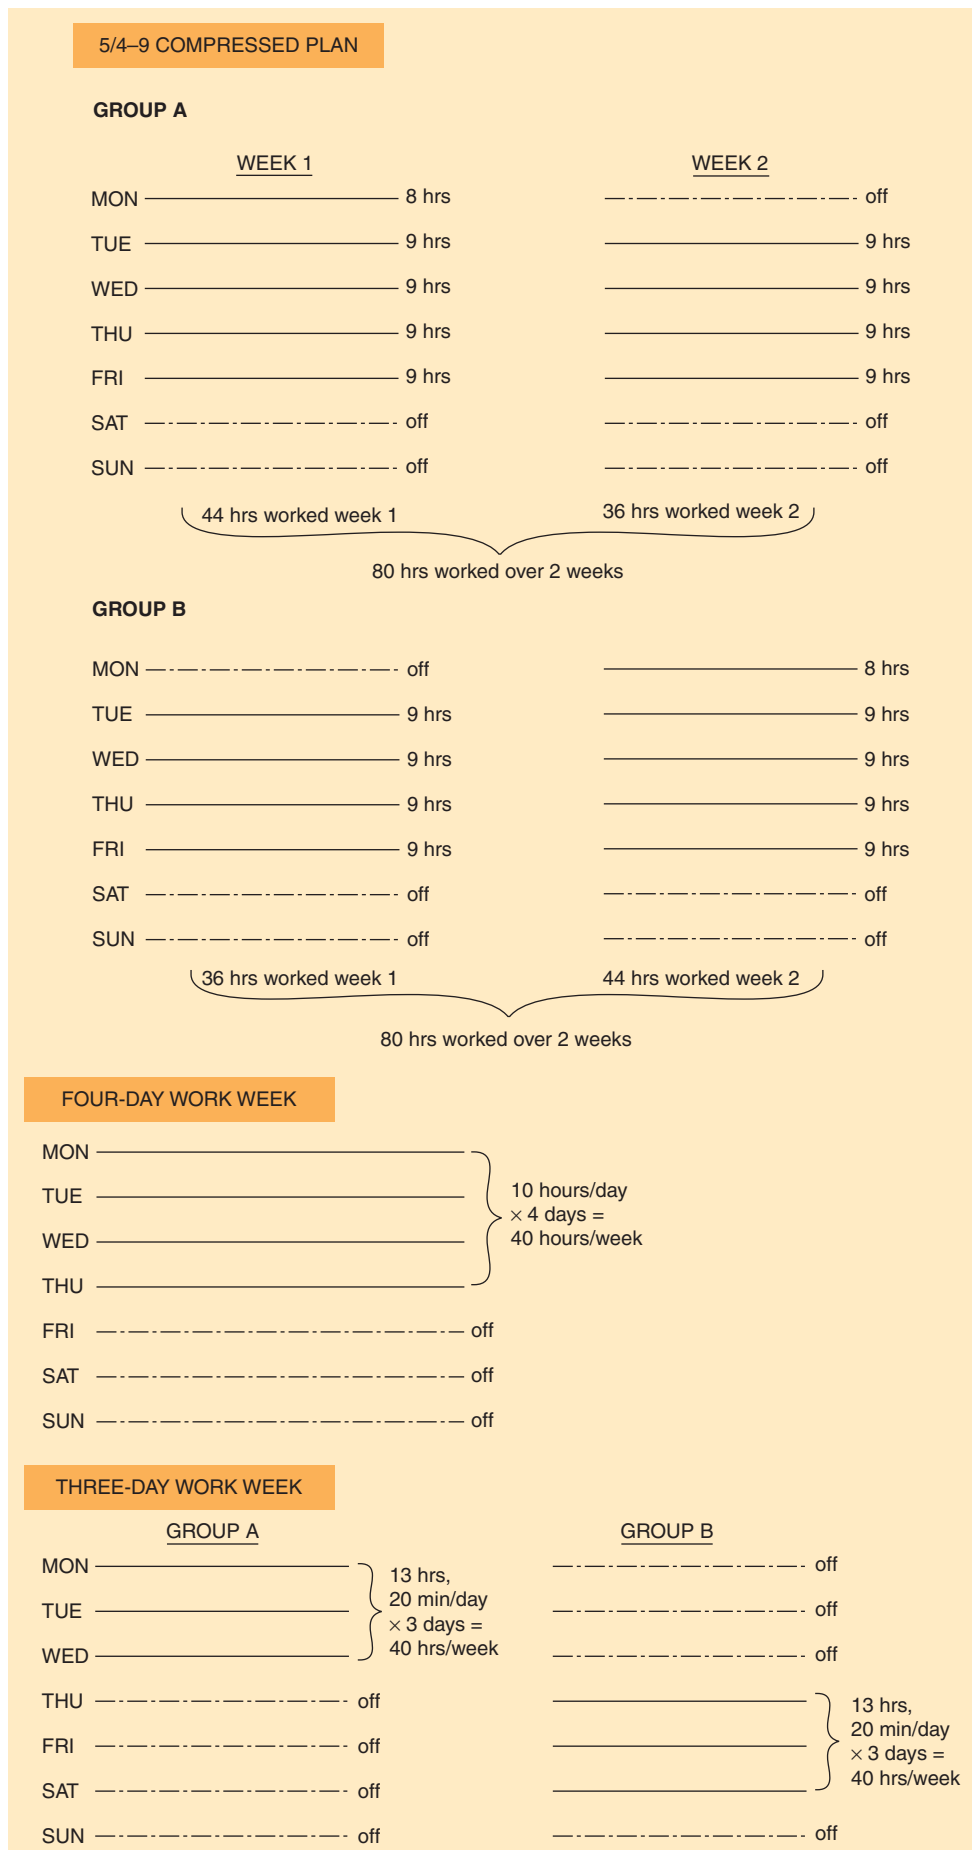 5/4–9 COMPRESSED PLAN
GROUP A
WEEK 1 WEEK 2
MON 8 hrs off
TUE 9 hrs 9 hrs
WED 9 hrs 9 hrs
THU 9 hrs 9 hrs
FRI 9 hrs 9 hrs
SAT off off
SUN off off
44 hrs worked week 1 36 hrs worked week 2
80 hrs worked over 2 weeks
GROUP B
MON off 8 hrs
TUE 9 hrs 9 hrs
WED 9 hrs 9 hrs
THU 9 hrs 9 hrs
FRI 9 hrs 9 hrs
SAT off off
SUN off off
36 hrs worked week 1 44 hrs worked week 2
80 hrs worked over 2 weeks
FOUR-DAY WORK WEEK
MON
TUE
WED
THU
10 hours/day
× 4 days =
40 hours/week
FRI off
SAT off
SUN off
THREE-DAY WORK WEEK
GROUP A GROUP B
MON off
TUE off
WED off
13 hrs,
20 min/day
× 3 days =
40 hrs/week
THU off
FRI off
SAT off
13 hrs,
20 min/day
× 3 days =
40 hrs/week
SUN off off